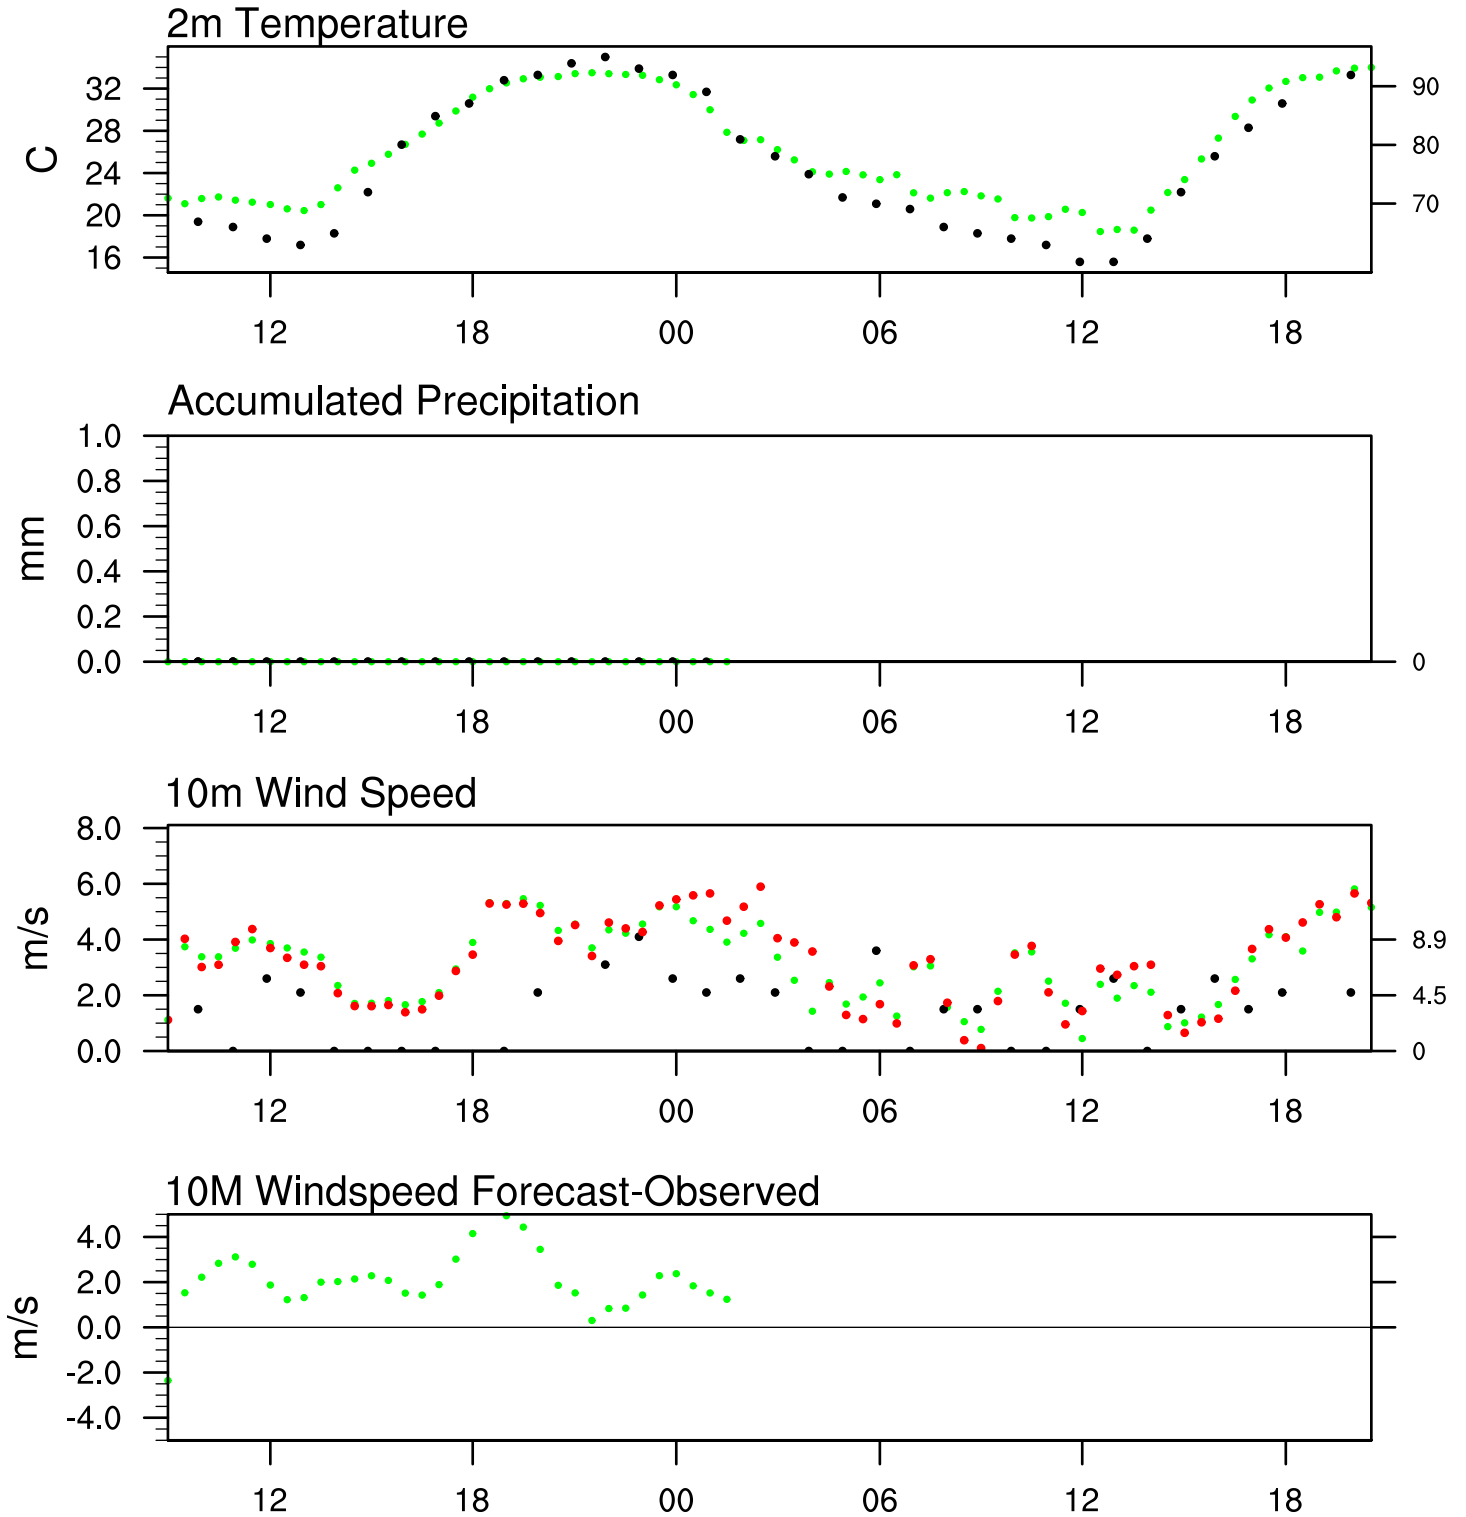 2m Temperature
C
32
28
24
20
16
90
80
70
12 18 00 06 12 18
Accumulated Precipitation
mm
1.0
0.8
0.6
0.4
0.2
0.0
0
12 18 00 06 12 18
10m Wind Speed
m/s
8.0
6.0
4.0
2.0
0.0
8.9
4.5
0
12 18 00 06 12 18
10M Windspeed Forecast-Observed
m/s
4.0
2.0
0.0
-2.0
-4.0
12 18 00 06 12 18